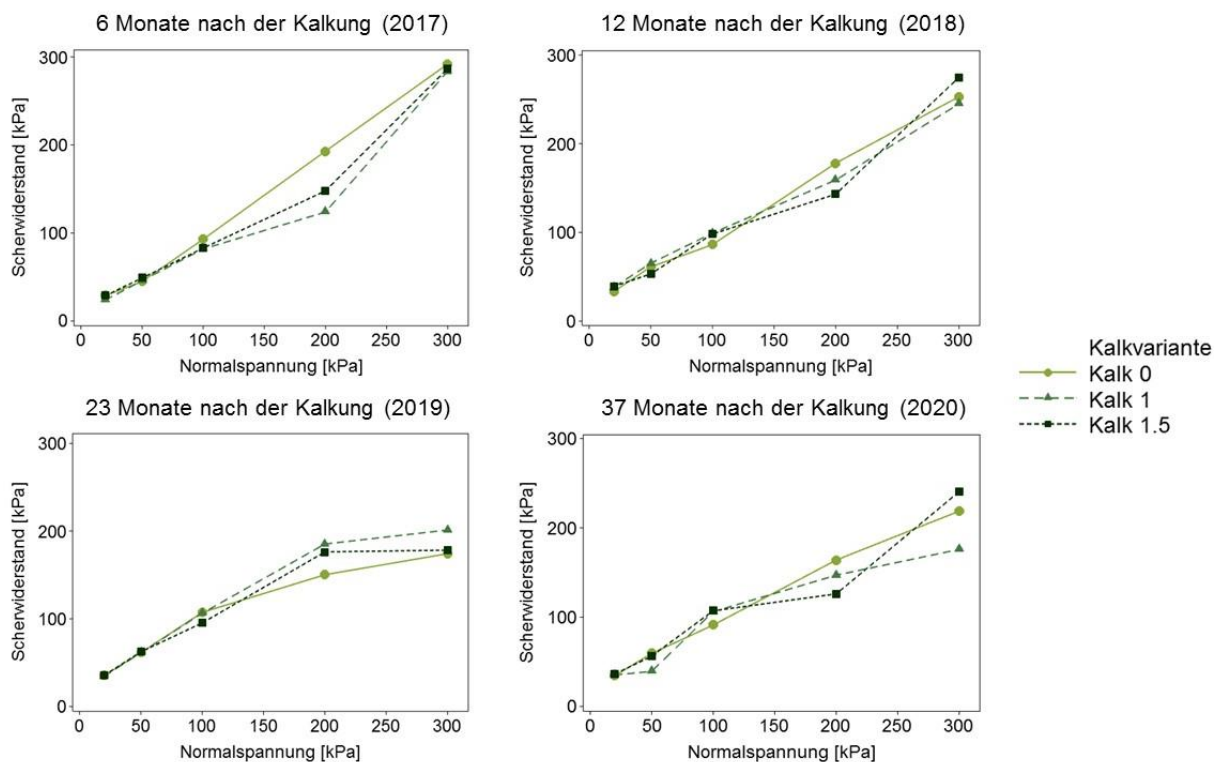 6 Monate nach der Kalkung (2017)
300
200
100
0
Scherwiderstand [kPa]
0 50 100 150 200 250 300
Normalspannung [kPa]
12 Monate nach der Kalkung (2018)
300
200
100
0
Scherwiderstand [kPa]
0 50 100 150 200 250 300
Normalspannung [kPa]
23 Monate nach der Kalkung (2019)
300
200
100
0
Scherwiderstand [kPa]
0 50 100 150 200 250 300
Normalspannung [kPa]
37 Monate nach der Kalkung (2020)
300
200
100
0
Scherwiderstand [kPa]
0 50 100 150 200 250 300
Normalspannung [kPa]
Kalkvariante
Kalk 0
Kalk 1
Kalk 1.5